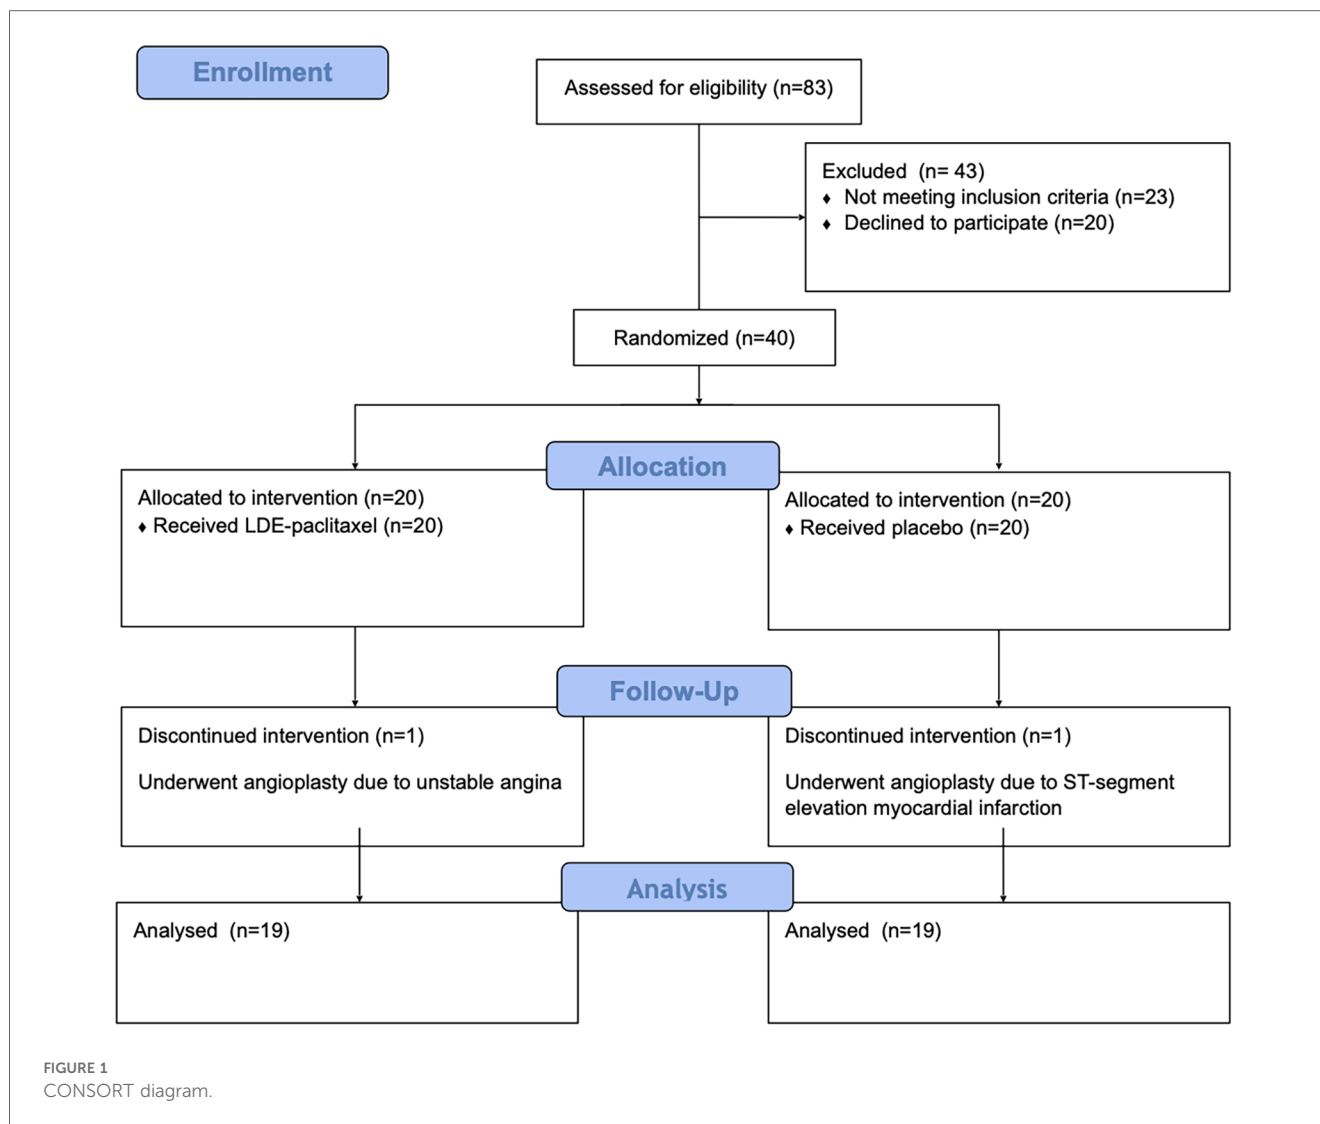 Enrollment
Assessed for eligibility (n=83)
Excluded (n= 43)
♦ Not meeting inclusion criteria (n=23)
♦ Declined to participate (n=20)
Randomized (n=40)
Allocation
Allocated to intervention (n=20)
♦ Received LDE-paclitaxel (n=20)
Allocated to intervention (n=20)
♦ Received placebo (n=20)
Follow-Up
Discontinued intervention (n=1)
Underwent angioplasty due to unstable angina
Discontinued intervention (n=1)
Underwent angioplasty due to ST-segment
elevation myocardial infarction
Analysis
Analysed (n=19)
Analysed (n=19)
FIGURE 1
CONSORT diagram.